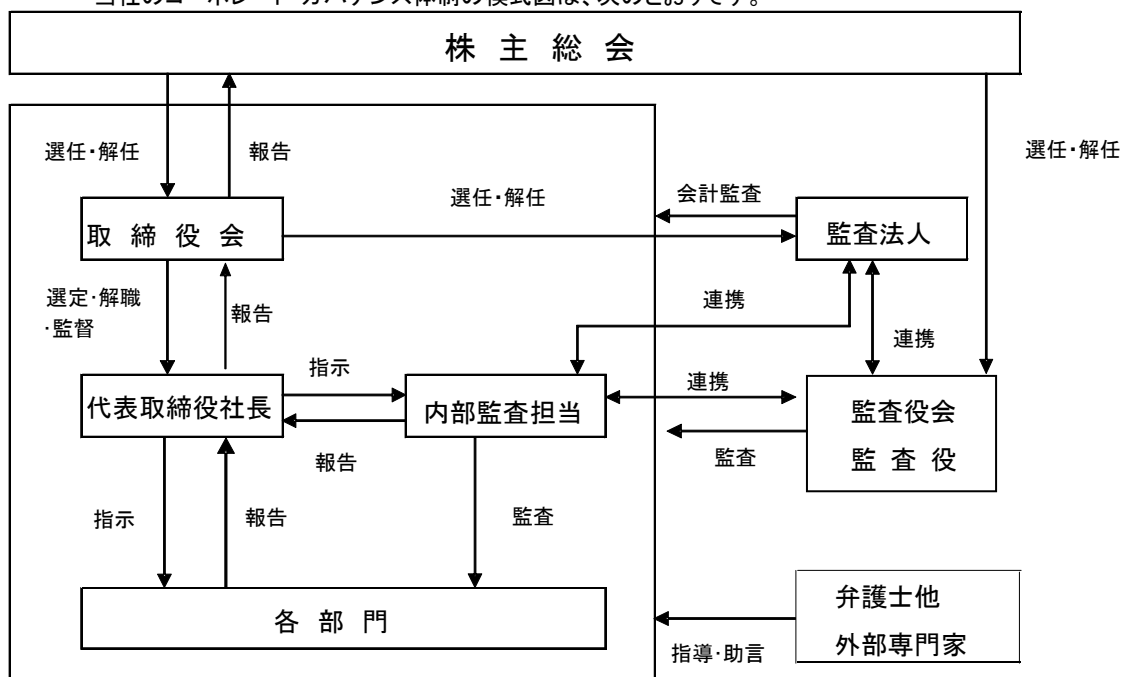 当社のコーポレート・ガバナンス体制の模式図は、次のとおりです。
株 主 総 会
選任・解任
報告
選任・解任
選任・解任
会計監査
取 締 役 会
監査法人
選定・解職
・監督
報告
連携
連携
指示
連携
代表取締役社長
内部監査担当
監査役会
監 査 役
報告
監査
指示
報告
監査
各 部 門
弁護士他
外部専門家
指導・助言